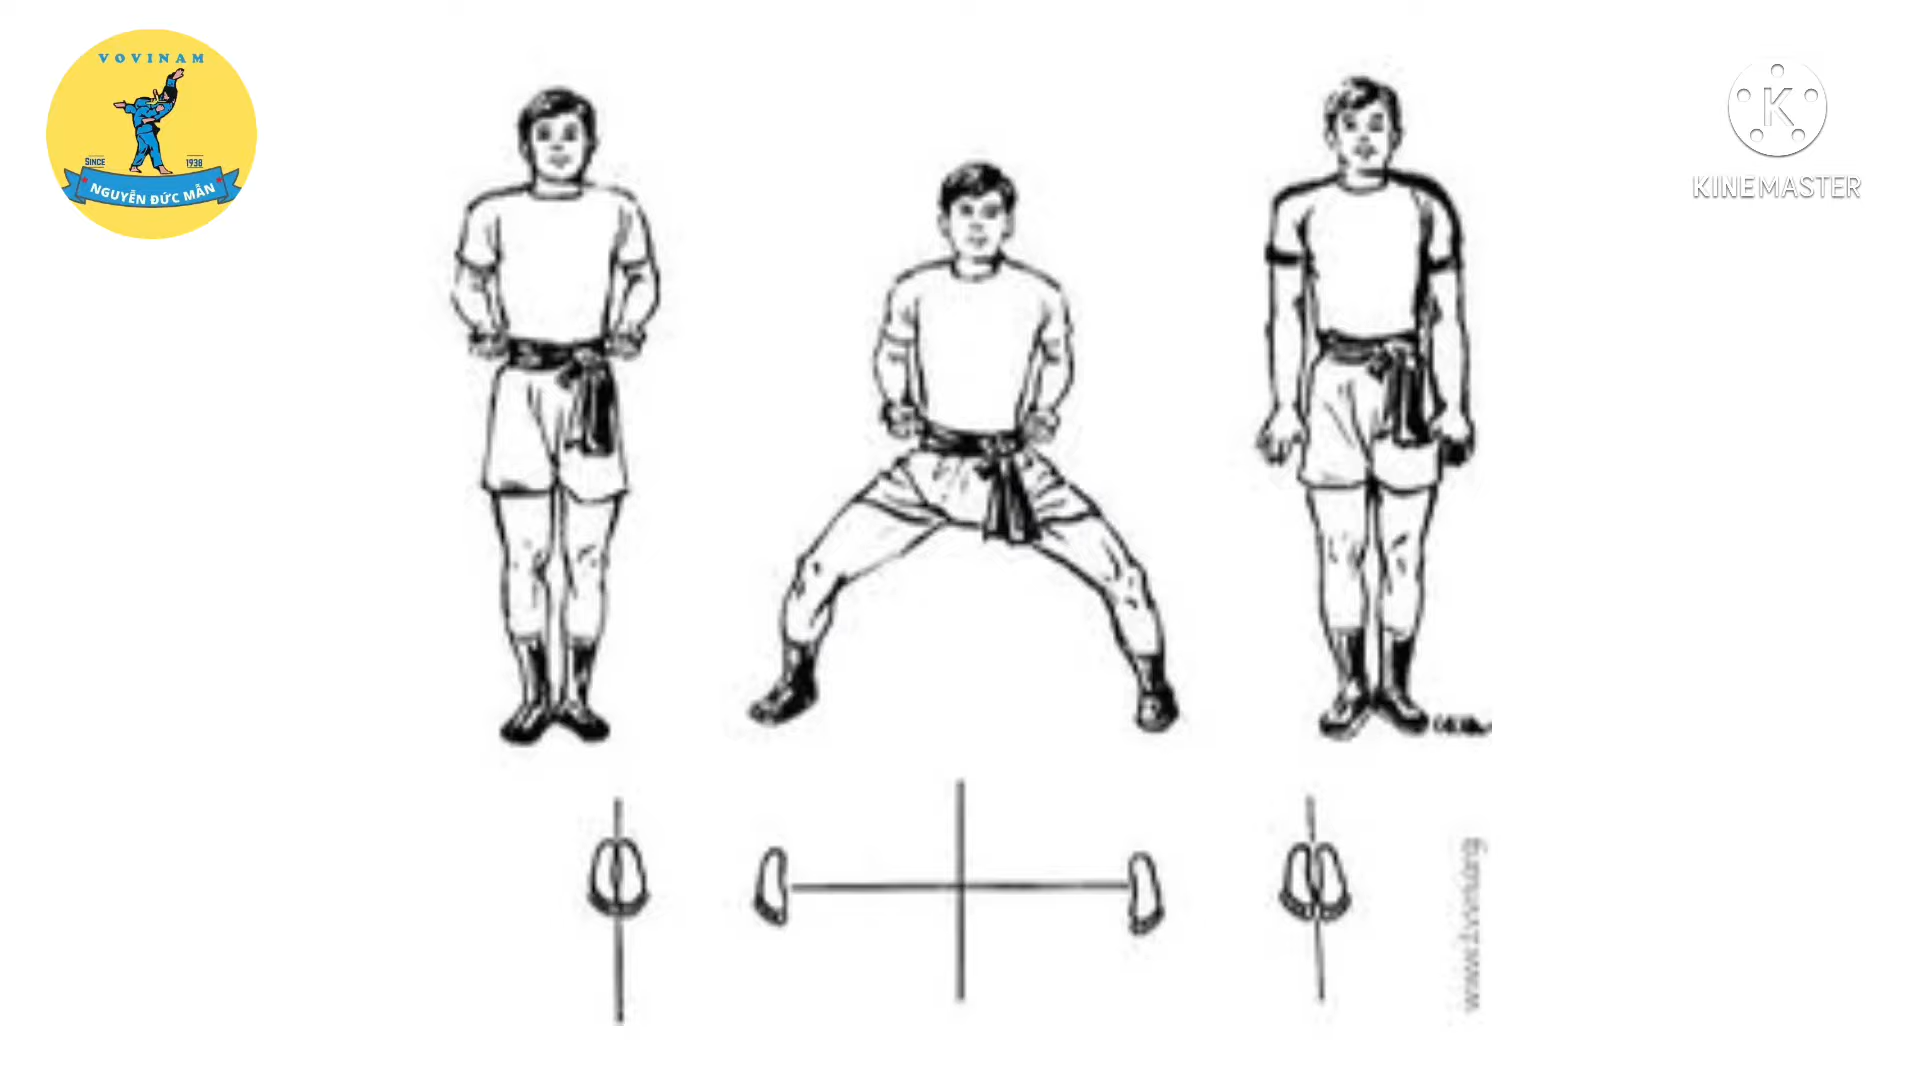 VOVINAM
SINCE
1938
NGUYỄN ĐỨC MẪN
K
KINEMASTER